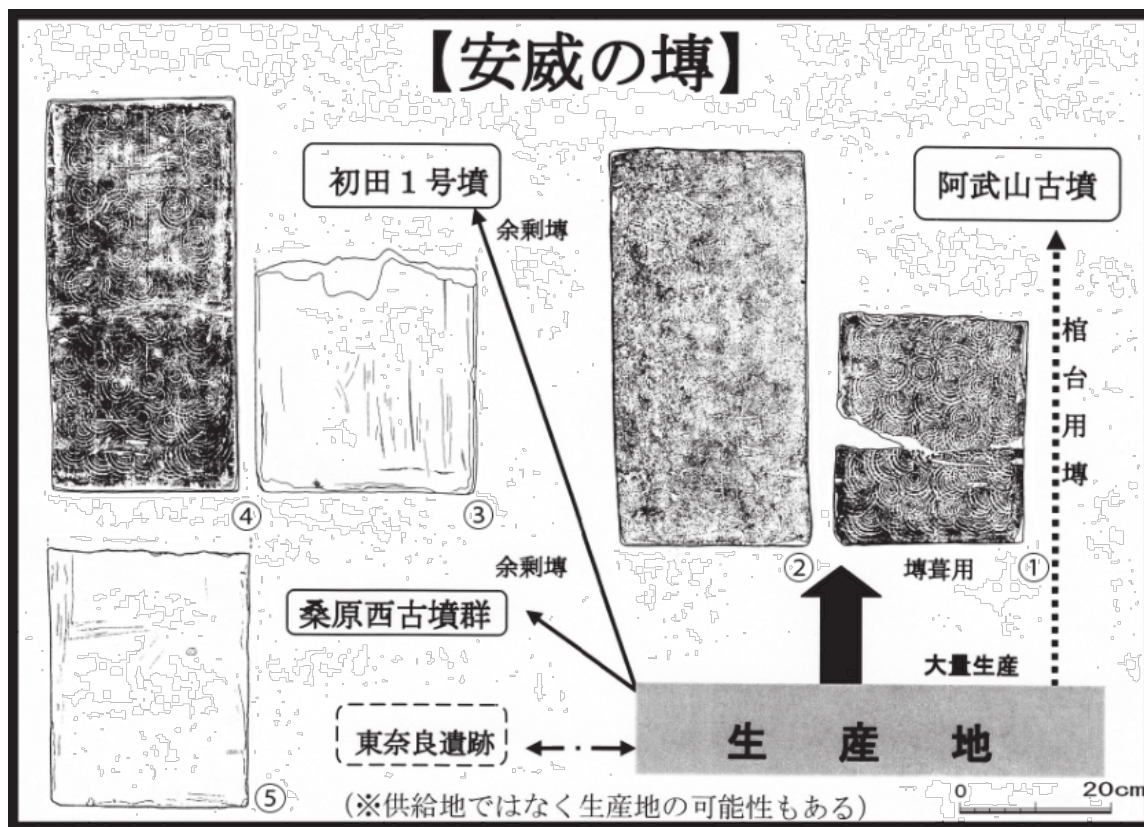 【安威の塼】
初田1号墳
余剰塼
阿武山古墳
棺台用塼
④
③
②
塼葺用
①
余剰塼
桑原西古墳群
大量生産
東奈良遺跡
生産地
⑤
(※供給地ではなく生産地の可能性もある)
0 20cm